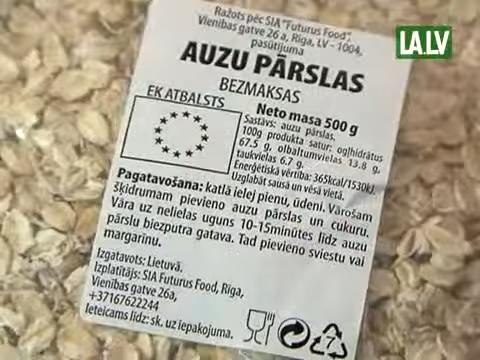 LA.LV
Ražots pēc SIA "Futurus Food",
Vienības gatve 26 a, Rīga, LV - 1004,
pasūtījuma
AUZU PĀRSLAS
BEZMAKSAS
EK ATBALSTS
Neto masa 500 g
Sastāvs: auzu pārslas.
100g produkta satur: ogļhidrātus
67.5 g, olbaltumvielas 13.8 g,
taukvielas 6.7 g.
Enerģētiskā vērtība: 365kcal/1530kJ.
Uzglabāt sausā un vēsā vietā.
Pagatavošana: katlā ielej pienu, ūdeni. Vārošam
šķidrumam pievieno auzu pārslas un cukuru.
Vāra uz nelielas uguns 10-15minūtes līdz auzu
pārslu biezputra gatava. Tad pievieno sviestu vai
margarīnu.
Izgatavots: Lietuvā,
Izplatītājs: SIA Futurus Food, Rīga,
Vienības gatve 26a,
+37167622244
Ieteicams līdz: sk. uz iepakojuma.
7